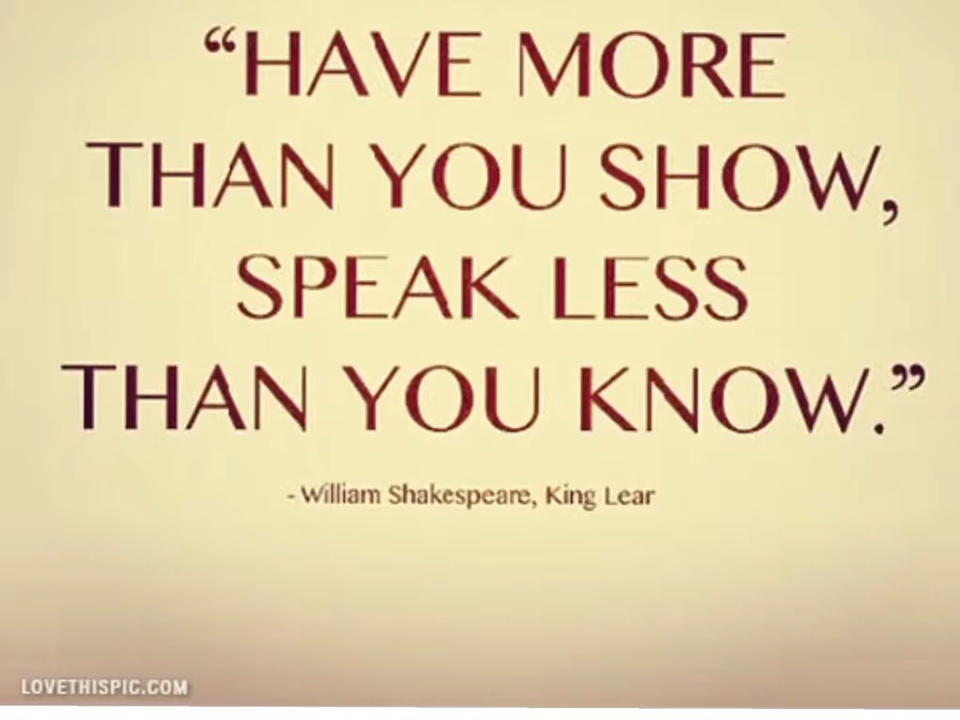 “HAVE MORE
THAN YOU SHOW,
SPEAK LESS
THAN YOU KNOW.”
- William Shakespeare, King Lear
LOVETHISPIC.COM